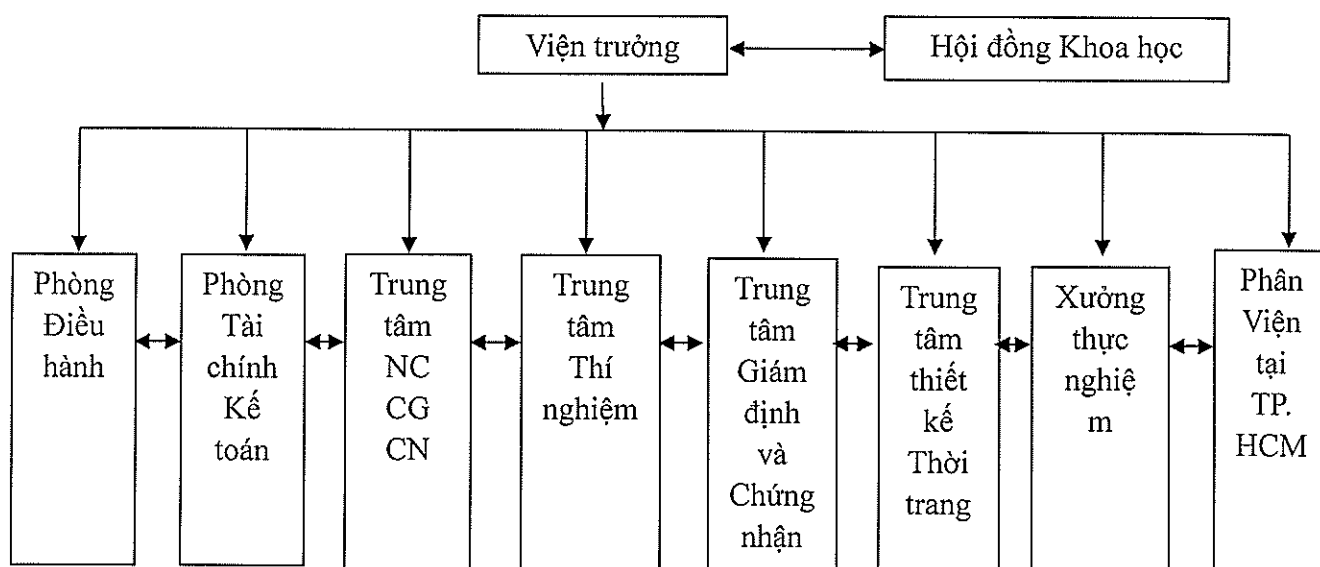 Viện trưởng
Hội đồng Khoa học
Phòng
Điều
hành
Phòng
Tài
chính
Kế
toán
Trung
tâm
NC
CG
CN
Trung
tâm
Thí
nghiệm
Trung
tâm
Giám
định
và
Chứng
nhận
Trung
tâm
thiết
kế
Thời
trang
Xưởng
thực
nghiệ
m
Phân
Viện
tại
TP.
HCM